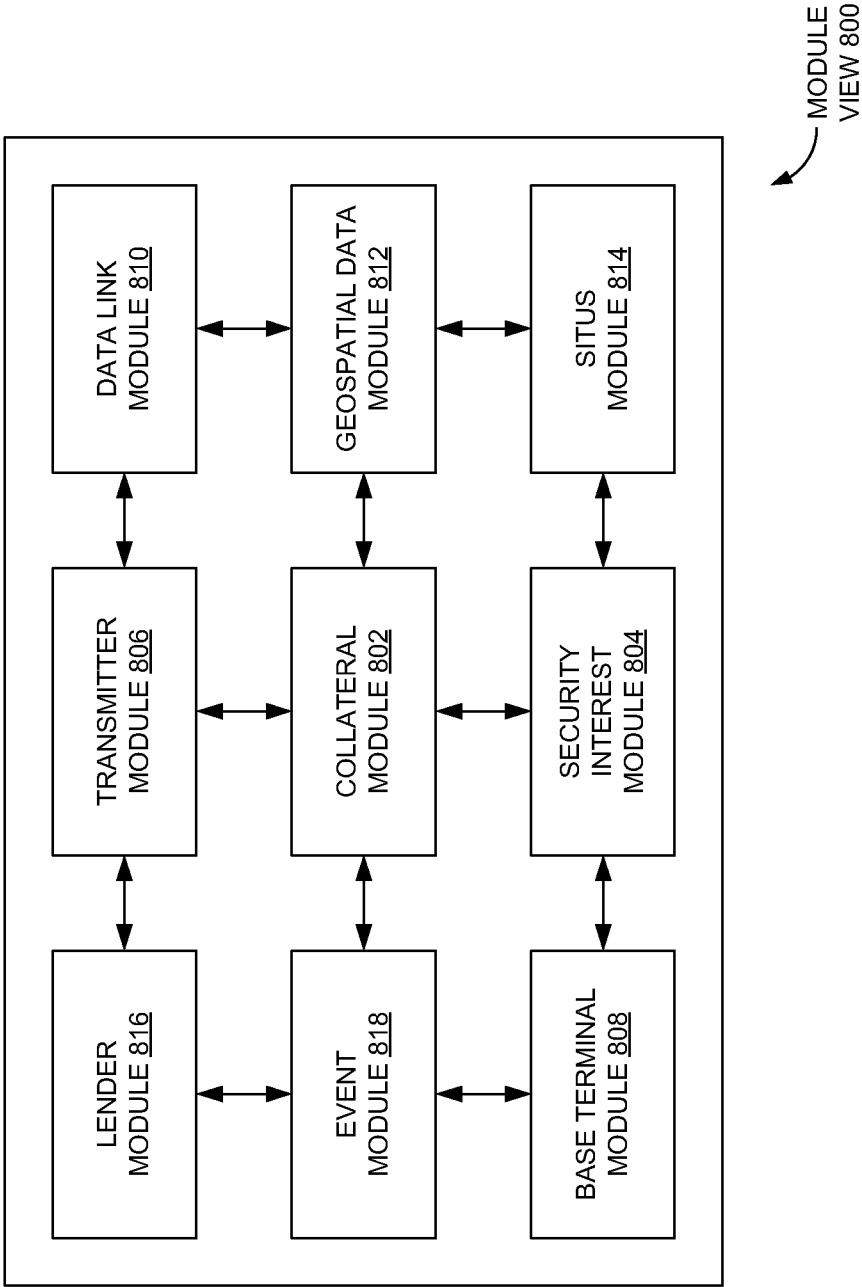 LENDER
MODULE 816
TRANSMITTER
MODULE 806
DATA LINK
MODULE 810
EVENT
MODULE 818
COLLATERAL
MODULE 802
GEOSPATIAL DATA
MODULE 812
BASE TERMINAL
MODULE 808
SECURITY
INTEREST
MODULE 804
SITUS
MODULE 814
MODULE
VIEW 800